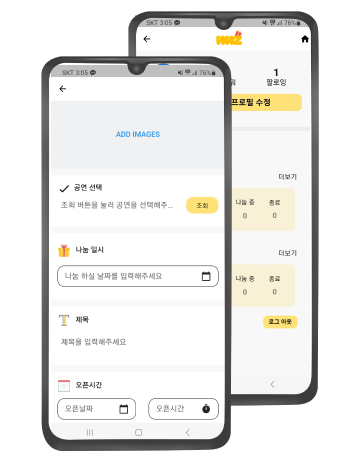 SKT 3:05
76%
1
팔로잉
프로필 수정
더보기
나눔 중
종료
0
0
더보기
나눔 중
종료
0
0
로그 아웃
SKT 3:05
76%
ADD IMAGES
공연 선택
조회 버튼을 눌러 공연을 선택해주...
조회
나눔 일시
나눔 하실 날짜를 입력해주세요
제목
제목을 입력해주세요
오픈시간
오픈날짜
오픈시간